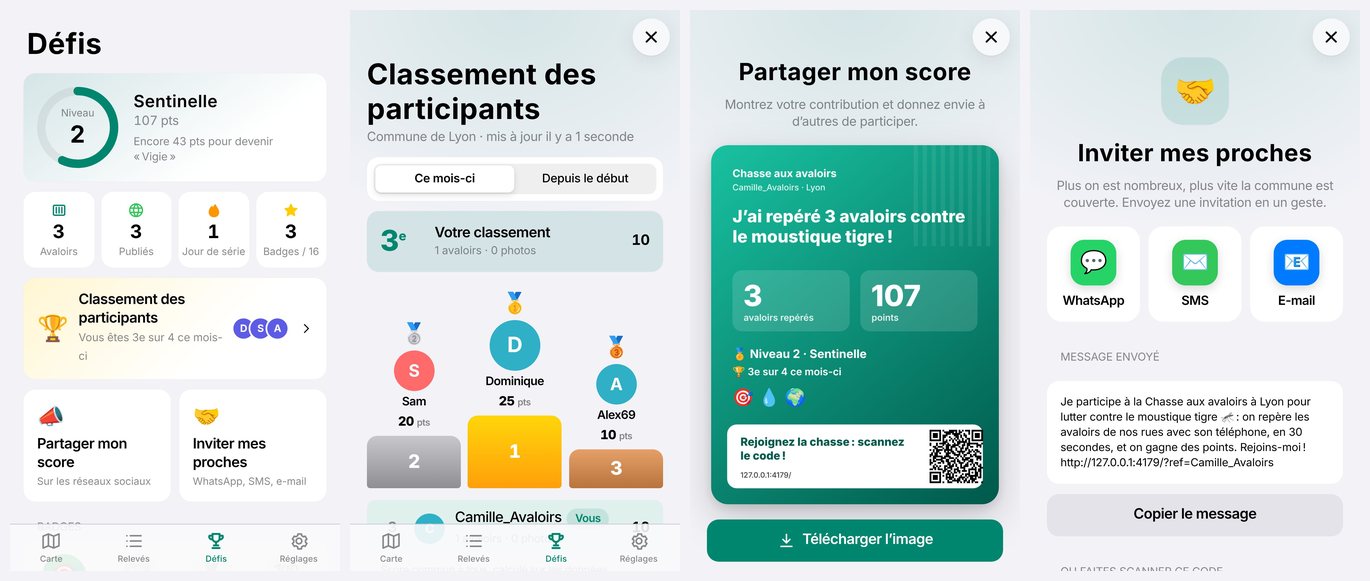 Défis
Niveau
2
Sentinelle
107 pts
Encore 43 pts pour devenir
« Vigie »
3
Avaloirs
3
Publiés
1
Jour de série
3
Badges / 16
Classement des
participants
Vous êtes 3e sur 4 ce mois-
ci
D S A
Partager mon
score
Sur les réseaux sociaux
Inviter mes
proches
WhatsApp, SMS, e-mail
BADGES
Carte
Relevés
Défis
Réglages
Classement des
participants
Commune de Lyon · mis à jour il y a 1 seconde
Ce mois-ci
Depuis le début
3e
Votre classement
1 avaloirs · 0 photos
10
2
S
Sam
20 pts
2
1
D
Dominique
25 pts
1
3
A
Alex69
10 pts
3
3
C
Camille_Avaloirs
Vous
10
Carte
Relevés
Défis
Réglages
Partager mon score
Montrez votre contribution et donnez envie à
d’autres de participer.
Chasse aux avaloirs
Camille_Avaloirs · Lyon
J’ai repéré 3 avaloirs contre
le moustique tigre !
3
avaloirs repérés
107
points
Niveau 2 · Sentinelle
3e sur 4 ce mois-ci
Rejoignez la chasse : scannez
le code !
127.0.0.1:4179/
Télécharger l’image
Inviter mes proches
Plus on est nombreux, plus vite la commune est
couverte. Envoyez une invitation en un geste.
WhatsApp
SMS
E-mail
MESSAGE ENVOYÉ
Je participe à la Chasse aux avaloirs à Lyon pour
lutter contre le moustique tigre 🦟 : on repère les
avaloirs de nos rues avec son téléphone, en 30
secondes, et on gagne des points. Rejoins-moi !
http://127.0.0.1:4179/?ref=Camille_Avaloirs
Copier le message
OU FAITES SCANNER CE CODE